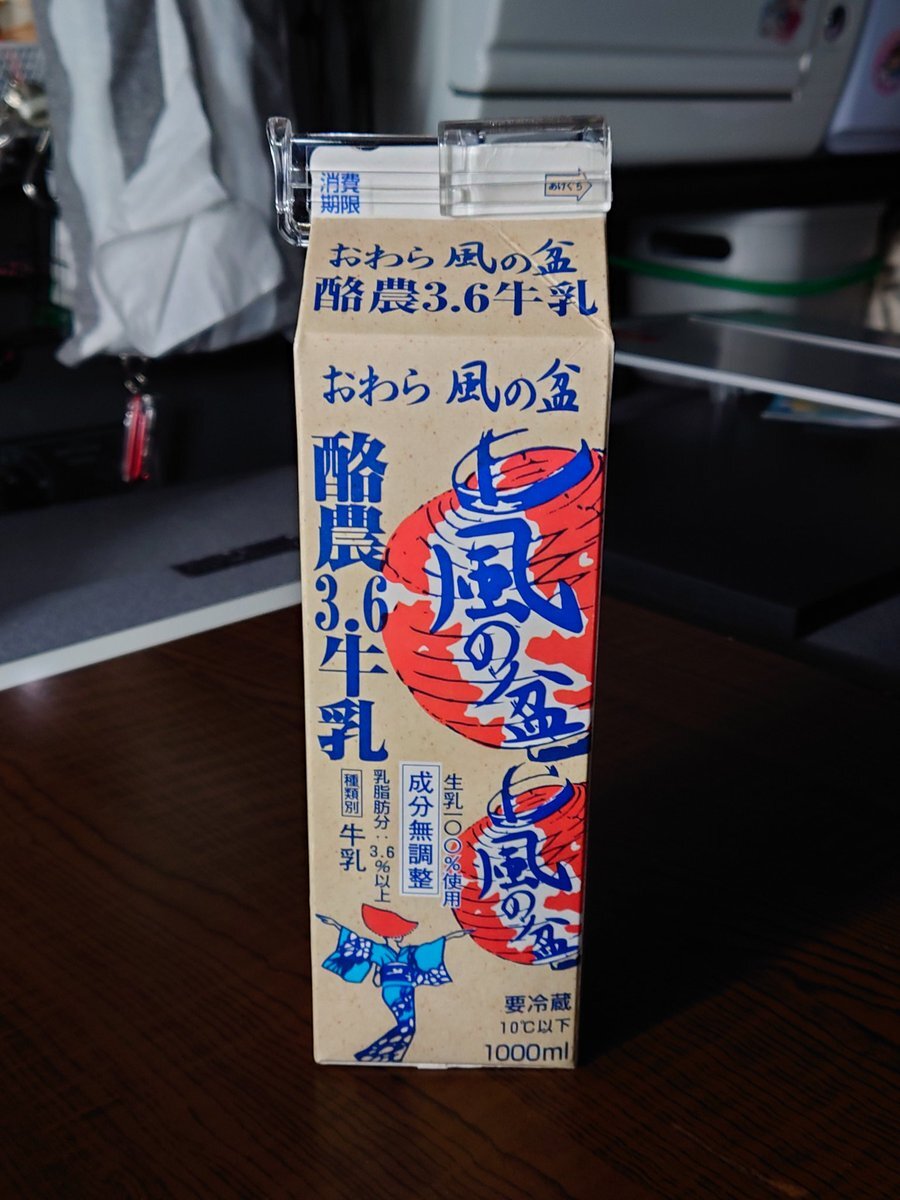 消費
期限
あけぐち
おわら 風の盆
酪農3.6牛乳
おわら 風の盆
酪農3.6牛乳
風の盆
生乳一〇〇%使用
成分無調整
乳脂肪分:3.6%以上
種類別 牛乳
風の盆
要冷蔵
10℃以下
1000ml